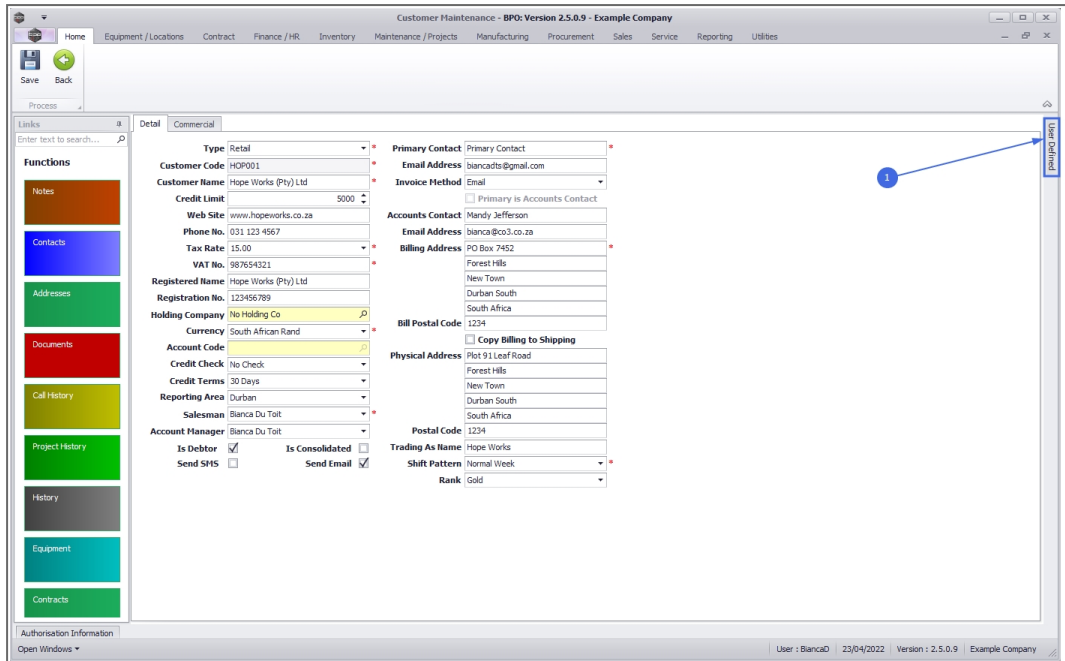 Customer Maintenance - BPO: Version 2.5.0.9 - Example Company
Home Equipment / Locations Contract Finance / HR Inventory Maintenance / Projects Manufacturing Procurement Sales Service Reporting Utilities
Save Back
Process
Links
Enter text to search...
Functions
Notes
Contacts
Addresses
Documents
Call History
Project History
History
Equipment
Contracts
Detail Commercial
Type Retail *
Customer Code HOP001 *
Customer Name Hope Works (Pty) Ltd *
Credit Limit 5000
Web Site www.hopeworks.co.za
Phone No. 031 123 4567
Tax Rate 15.00 *
VAT No. 987654321 *
Registered Name Hope Works (Pty) Ltd
Registration No. 123456789
Holding Company No Holding Co
Currency South African Rand *
Account Code
Credit Check No Check
Credit Terms 30 Days
Reporting Area Durban
Salesman Bianca Du Toit *
Account Manager Bianca Du Toit
Is Debtor Is Consolidated
Send SMS Send Email
Primary Contact Primary Contact *
Email Address biancadts@gmail.com
Invoice Method Email
Primary is Accounts Contact
Accounts Contact Mandy Jefferson
Email Address bianca@co3.co.za
Billing Address PO Box 7452 *
Forest Hills
New Town
Durban South
South Africa
Bill Postal Code 1234
Copy Billing to Shipping
Physical Address Plot 91 Leaf Road
Forest Hills
New Town
Durban South
South Africa
Postal Code 1234
Trading As Name Hope Works
Shift Pattern Normal Week *
Rank Gold
1
User Defined
Authorisation Information
Open Windows User : BiancaD 23/04/2022 Version : 2.5.0.9 Example Company